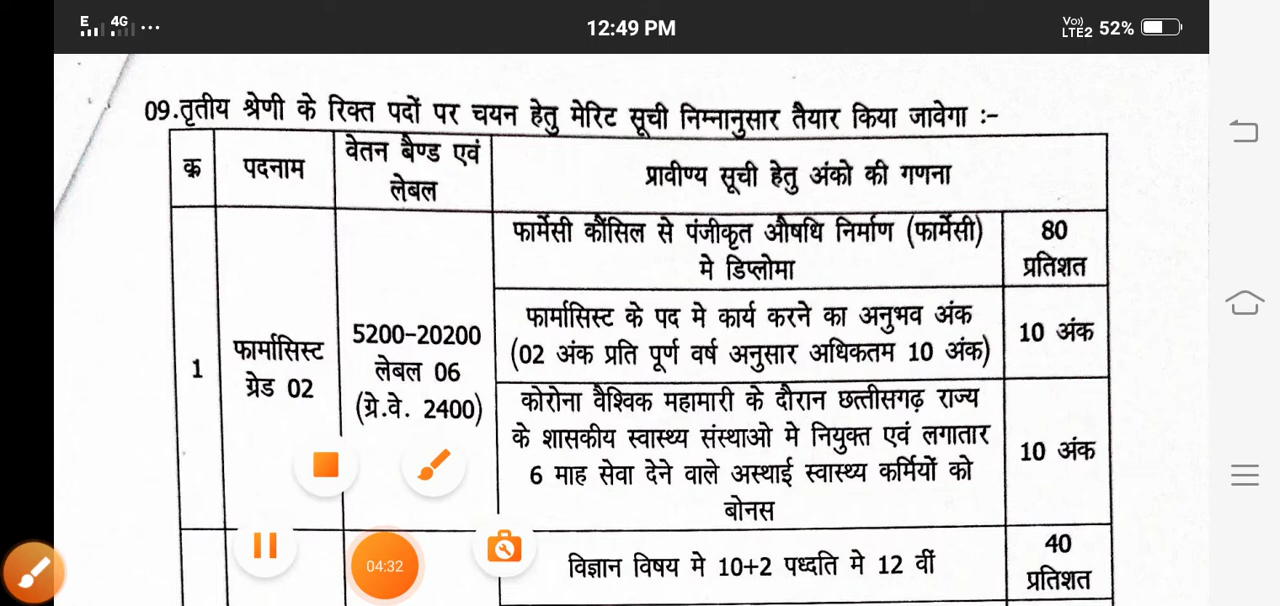 E 4G ...
12:49 PM
Vo)) LTE2 52%
09.तृतीय श्रेणी के रिक्त पदों पर चयन हेतु मेरिट सूची निम्नानुसार तैयार किया जावेगा :-
क्र
पदनाम
वेतन बैण्ड एवं
लेबल
प्रावीण्य सूची हेतु अंको की गणना
1
फार्मासिस्ट
ग्रेड 02
5200-20200
लेबल 06
(ग्रे.वे. 2400)
फार्मेसी कौंसिल से पंजीकृत औषधि निर्माण (फार्मेसी)
मे डिप्लोमा
80
प्रतिशत
फार्मासिस्ट के पद मे कार्य करने का अनुभव अंक
(02 अंक प्रति पूर्ण वर्ष अनुसार अधिकतम 10 अंक)
10 अंक
कोरोना वैश्विक महामारी के दौरान छत्तीसगढ़ राज्य
के शासकीय स्वास्थ्य संस्थाओ मे नियुक्त एवं लगातार
6 माह सेवा देने वाले अस्थाई स्वास्थ्य कर्मियों को
बोनस
10 अंक
विज्ञान विषय मे 10+2 पध्दति मे 12 वीं
40
प्रतिशत
04:32